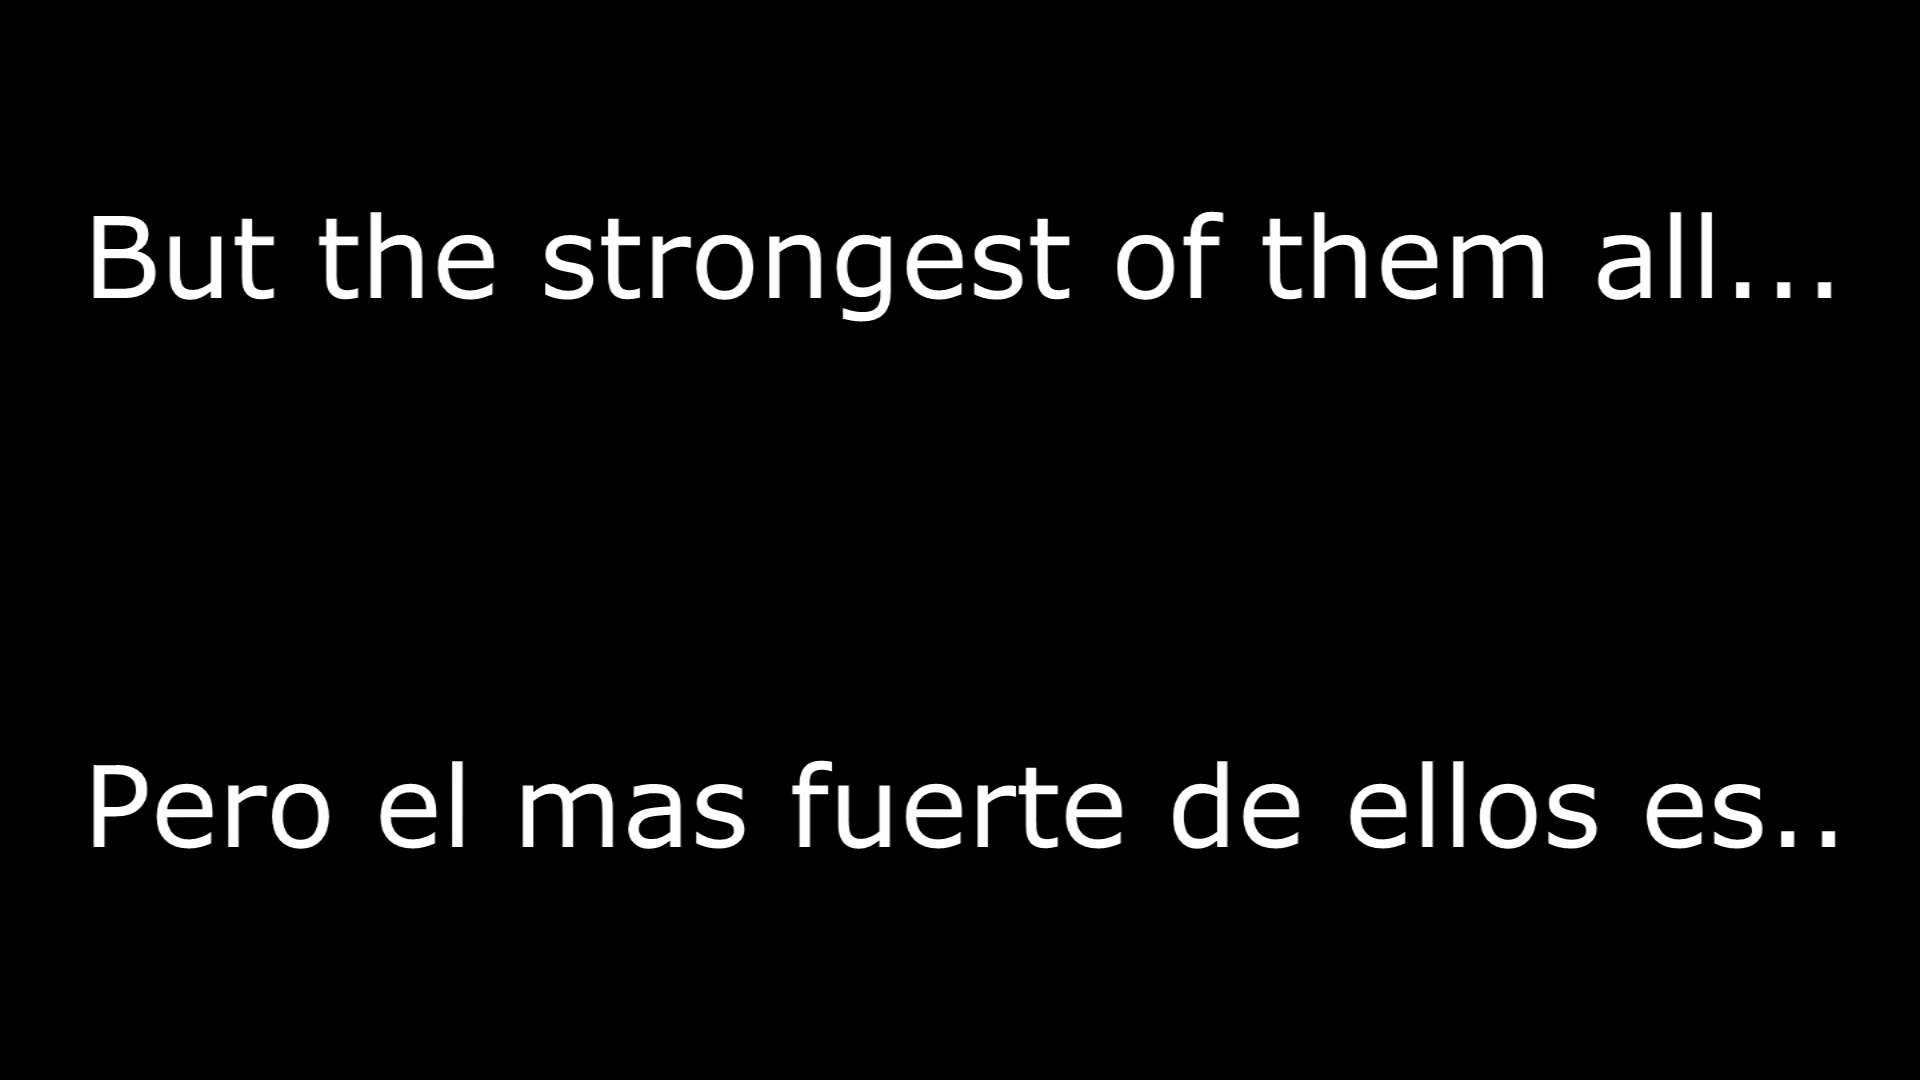 But the strongest of them all...
Pero el mas fuerte de ellos es..